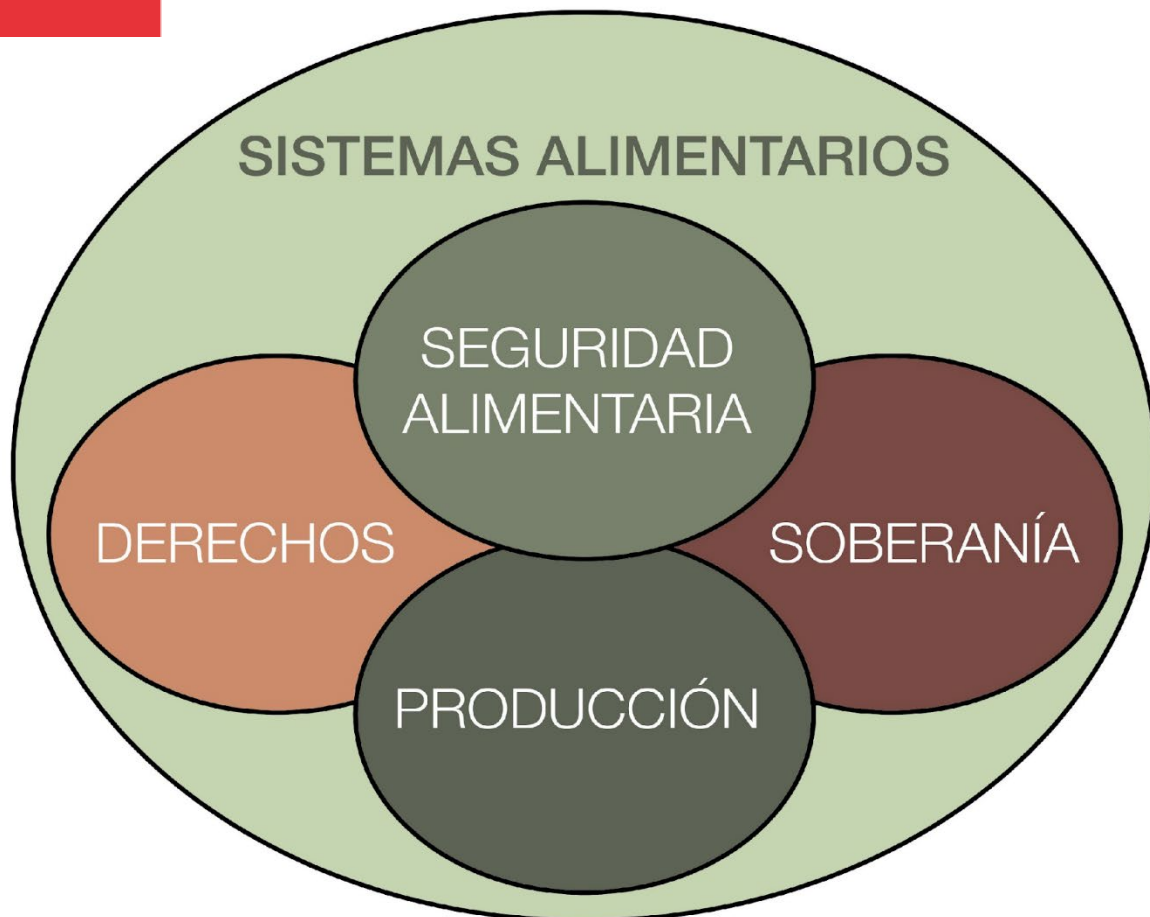 SISTEMAS ALIMENTARIOS
SEGURIDAD
ALIMENTARIA
DERECHOS
SOBERANÍA
PRODUCCIÓN